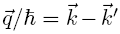 q⃗/ℏ = k⃗ − k⃗′